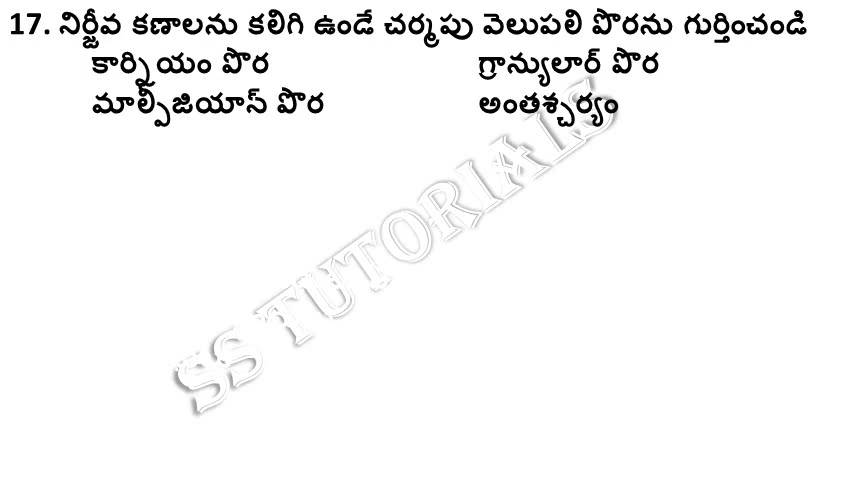 17. నిర్జీవ కణాలను కలిగి ఉండే చర్మపు వెలుపలి పొరను గుర్తించండి
కార్నియం పొర గ్రాన్యులార్ పొర
మాల్పీజియాస్ పొర అంతశ్చర్యం
SS TUTORIALS